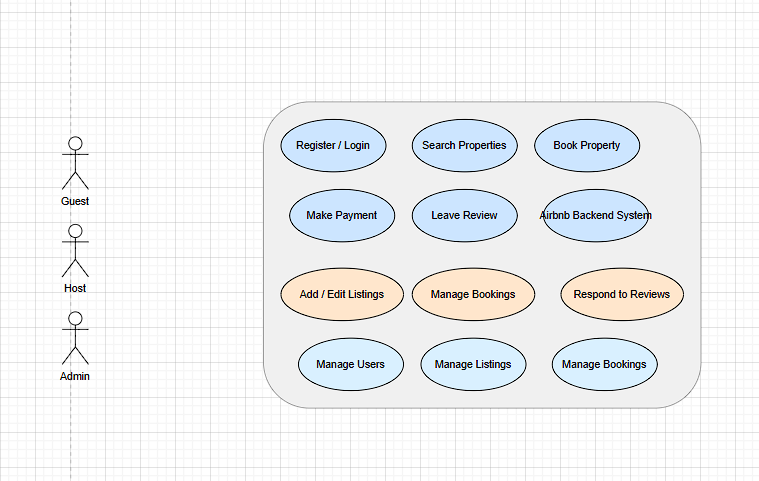 Register / Login
Search Properties
Book Property
Guest
Make Payment
Leave Review
Airbnb Backend System
Host
Add / Edit Listings
Manage Bookings
Respond to Reviews
Admin
Manage Users
Manage Listings
Manage Bookings